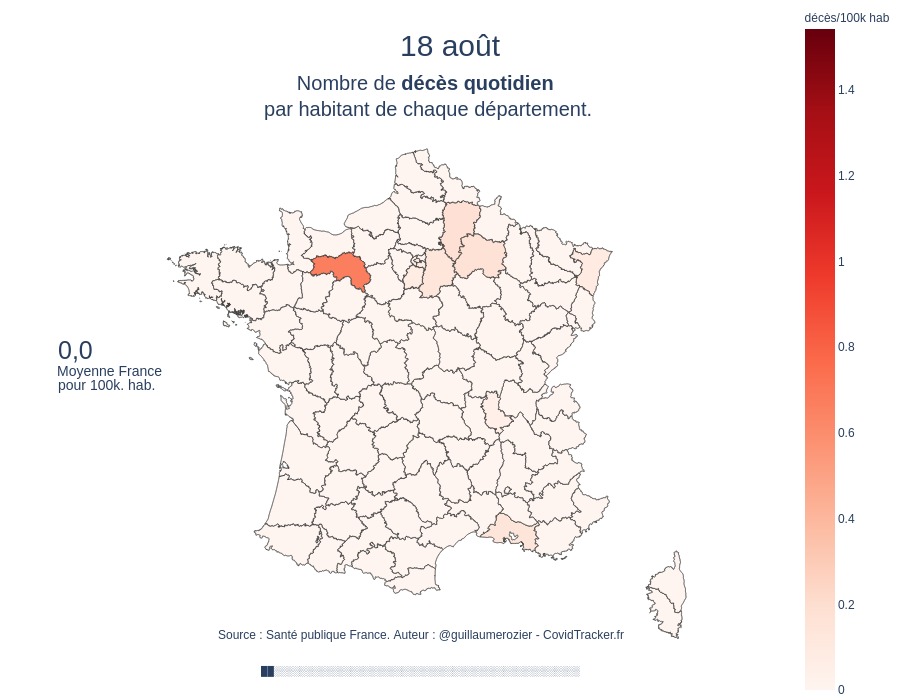 décès/100k hab
18 août
Nombre de décès quotidien
par habitant de chaque département.
1.4
1.2
1
0.8
0.6
0.4
0.2
0
0,0
Moyenne France
pour 100k. hab.
Source : Santé publique France. Auteur : @guillaumerozier - CovidTracker.fr